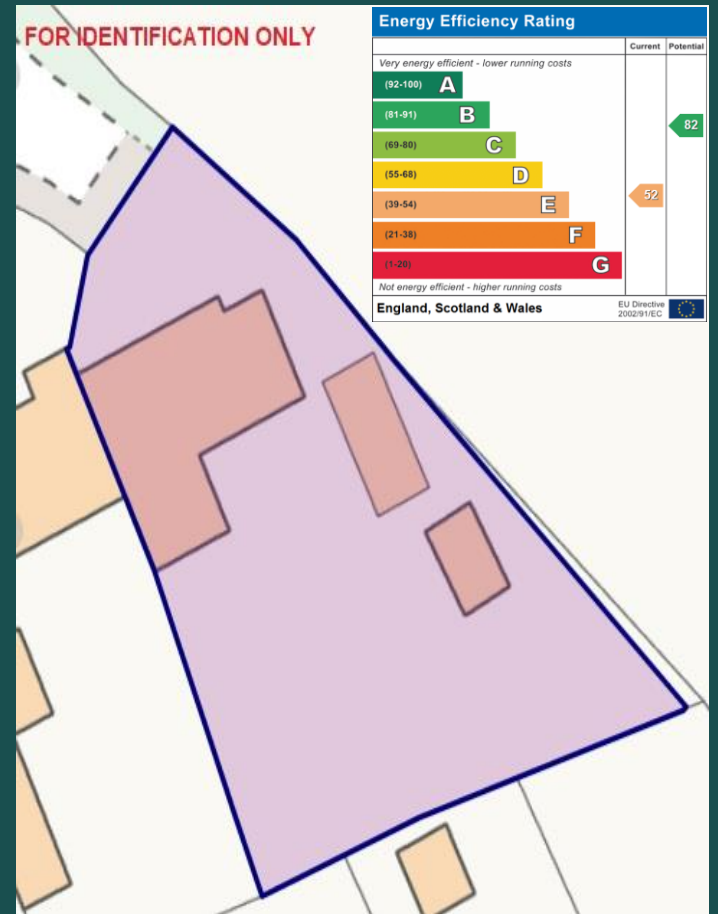 FOR IDENTIFICATION ONLY
Energy Efficiency Rating
Current Potential
Very energy efficient - lower running costs
(92-100) A
(81-91) B
82
(69-80) C
(55-68) D
(39-54) E
52
(21-38) F
(1-20) G
Not energy efficient - higher running costs
England, Scotland & Wales
EU Directive
2002/91/EC